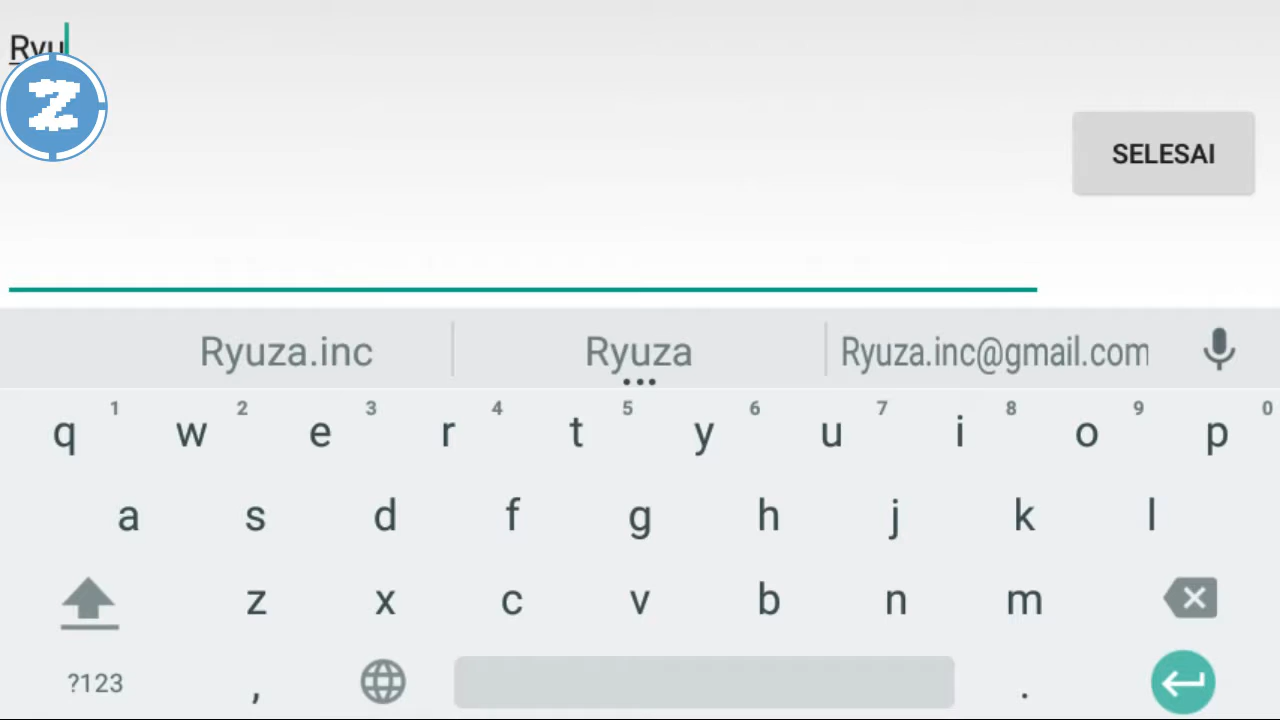 Ryu
Z
SELESAI
Ryuza.inc Ryuza Ryuza.inc@gmail.com
1 2 3 4 5 6 7 8 9 0
q w e r t y u i o p
a s d f g h j k l
z x c v b n m
?123 , .